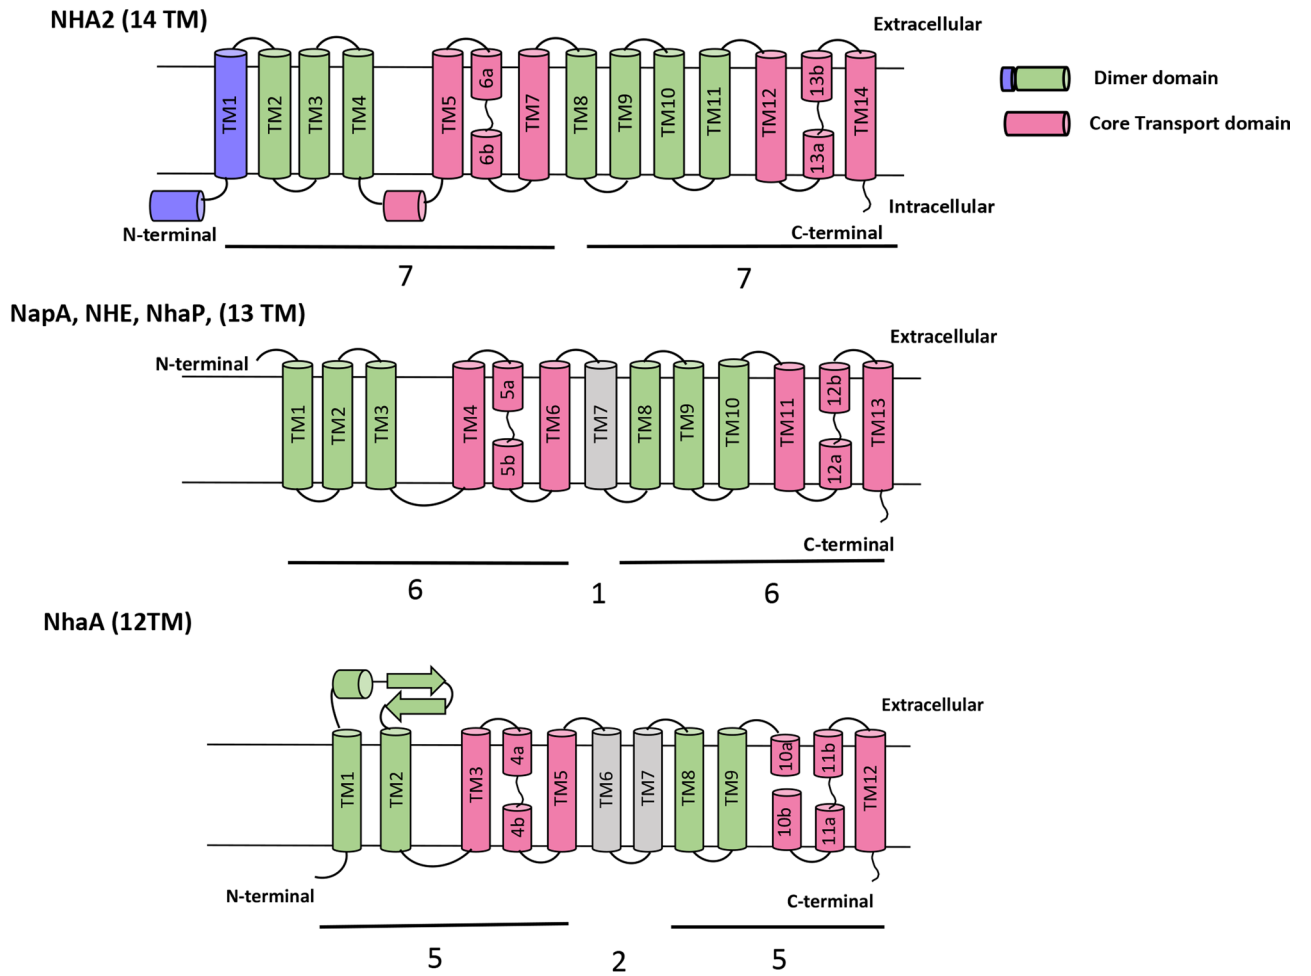 NHA2 (14 TM)
Extracellular
TM1
TM2
TM3
TM4
TM5
6a
6b
TM7
TM8
TM9
TM10
TM11
TM12
13b
13a
TM14
Dimer domain
Core Transport domain
Intracellular
N-terminal
C-terminal
7
7
NapA, NHE, NhaP, (13 TM)
Extracellular
N-terminal
TM1
TM2
TM3
TM4
5a
5b
TM6
TM7
TM8
TM9
TM10
TM11
12b
12a
TM13
C-terminal
6
1
6
NhaA (12TM)
Extracellular
TM1
TM2
TM3
4a
4b
TM5
TM6
TM7
TM8
TM9
10a
10b
11b
11a
TM12
N-terminal
C-terminal
5
2
5